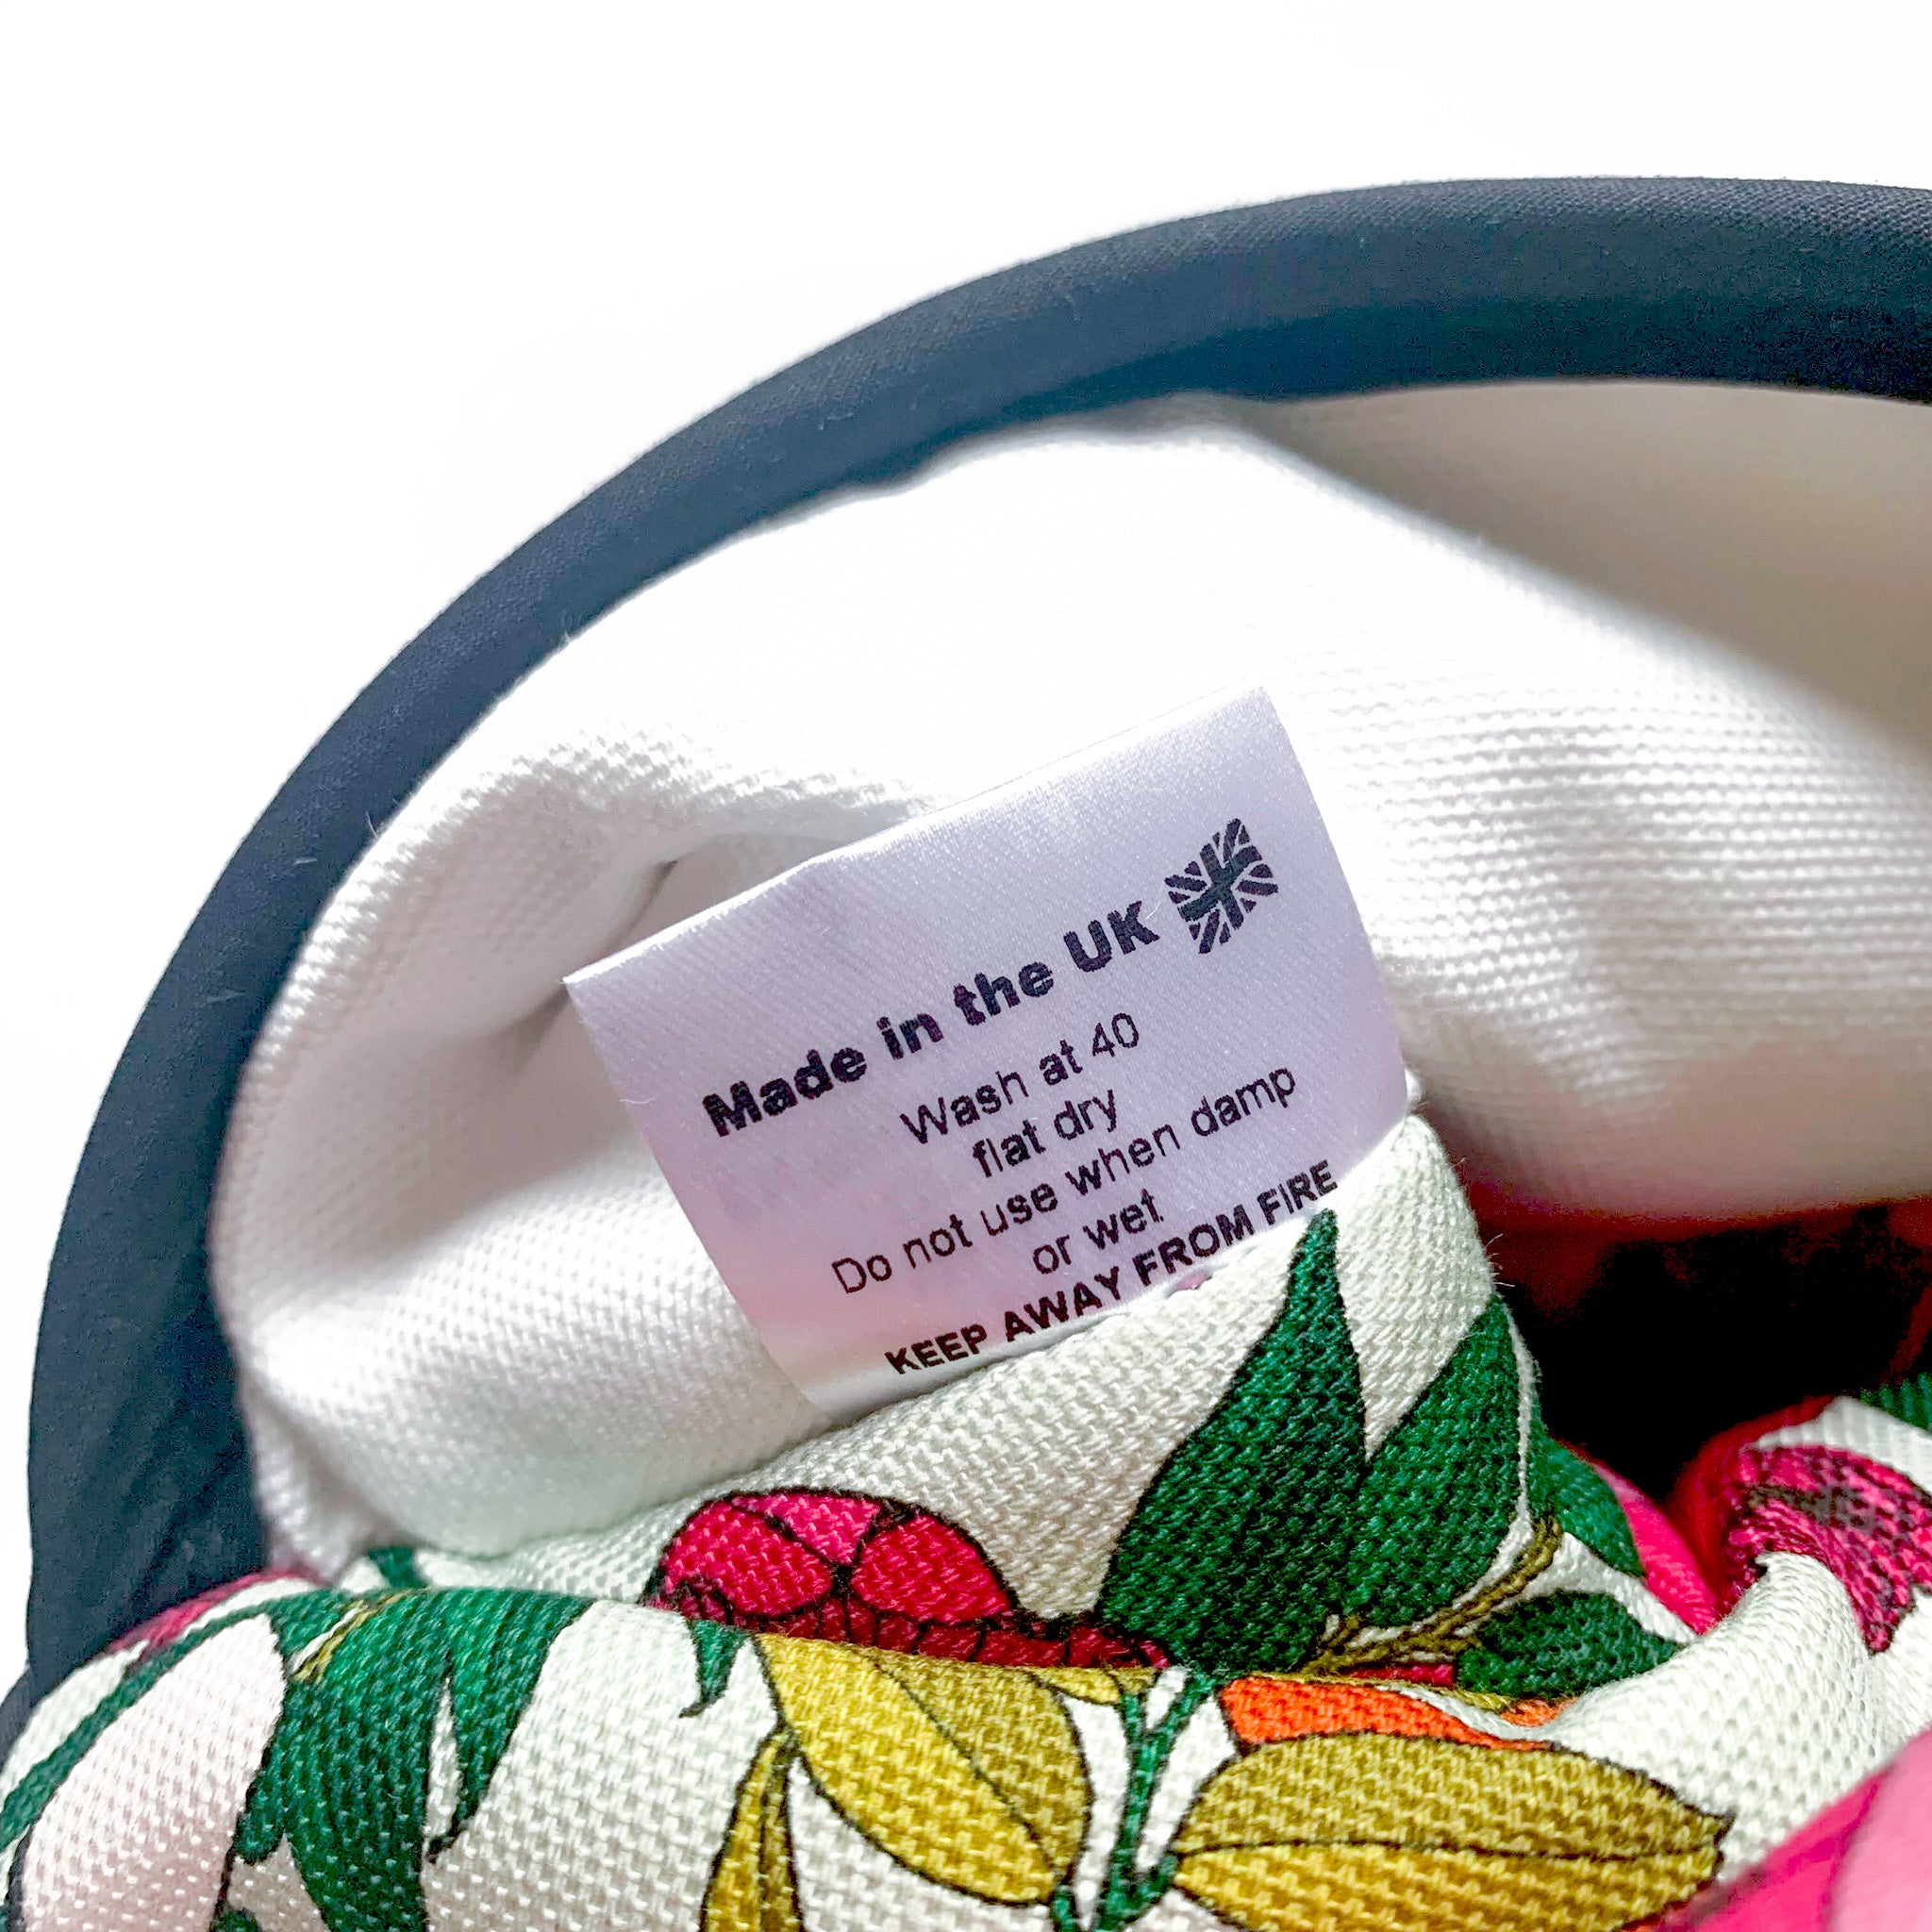 Made in the UK
Wash at 40
flat dry
Do not use when damp
or wet
KEEP AWAY FROM FIRE